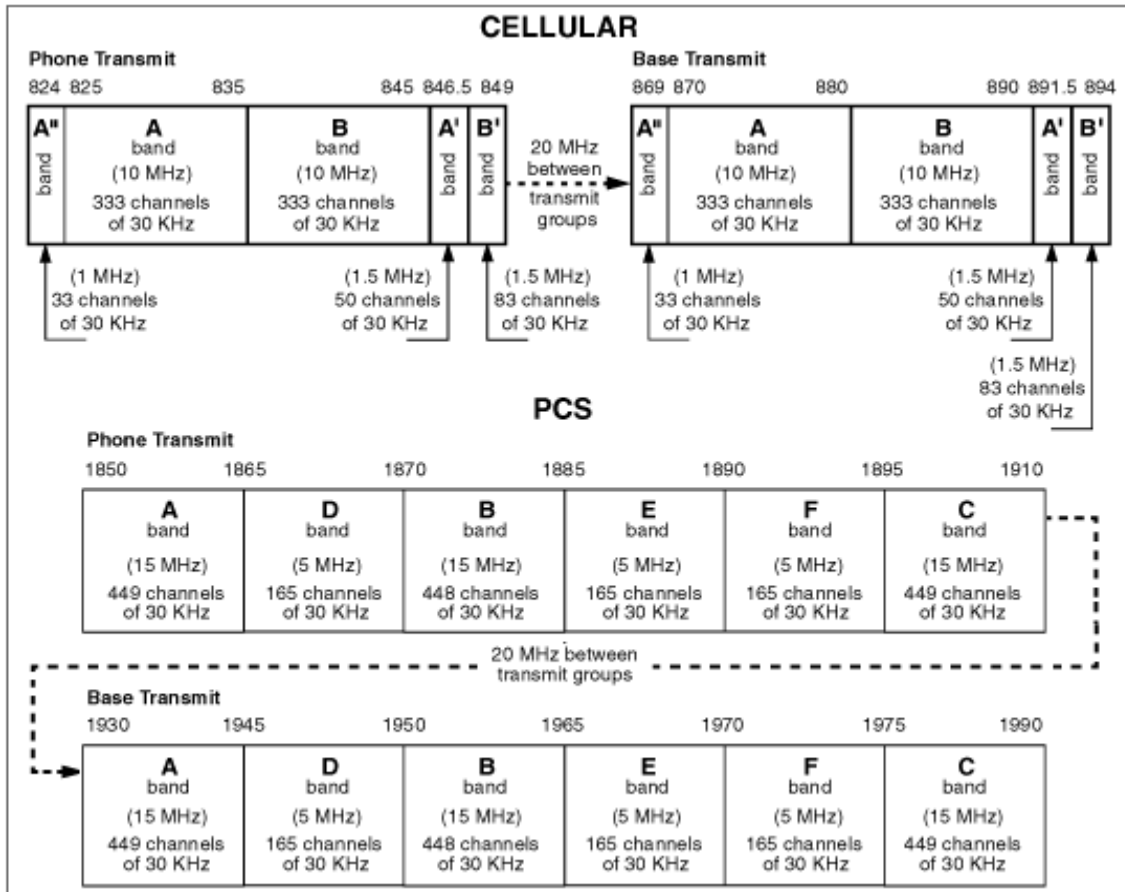 CELLULAR
Phone Transmit
824 825 835 845 846.5 849
A" band
A
band
(10 MHz)
333 channels
of 30 KHz
B
band
(10 MHz)
333 channels
of 30 KHz
A' band
B' band
(1 MHz)
33 channels
of 30 KHz
(1.5 MHz)
50 channels
of 30 KHz
(1.5 MHz)
83 channels
of 30 KHz
20 MHz
between
transmit
groups
Base Transmit
869 870 880 890 891.5 894
A" band
A
band
(10 MHz)
333 channels
of 30 KHz
B
band
(10 MHz)
333 channels
of 30 KHz
A' band
B' band
(1 MHz)
33 channels
of 30 KHz
(1.5 MHz)
50 channels
of 30 KHz
(1.5 MHz)
83 channels
of 30 KHz
PCS
Phone Transmit
1850 1865 1870 1885 1890 1895 1910
A
band
(15 MHz)
449 channels
of 30 KHz
D
band
(5 MHz)
165 channels
of 30 KHz
B
band
(15 MHz)
448 channels
of 30 KHz
E
band
(5 MHz)
165 channels
of 30 KHz
F
band
(5 MHz)
165 channels
of 30 KHz
C
band
(15 MHz)
449 channels
of 30 KHz
20 MHz between
transmit groups
Base Transmit
1930 1945 1950 1965 1970 1975 1990
A
band
(15 MHz)
449 channels
of 30 KHz
D
band
(5 MHz)
165 channels
of 30 KHz
B
band
(15 MHz)
448 channels
of 30 KHz
E
band
(5 MHz)
165 channels
of 30 KHz
F
band
(5 MHz)
165 channels
of 30 KHz
C
band
(15 MHz)
449 channels
of 30 KHz